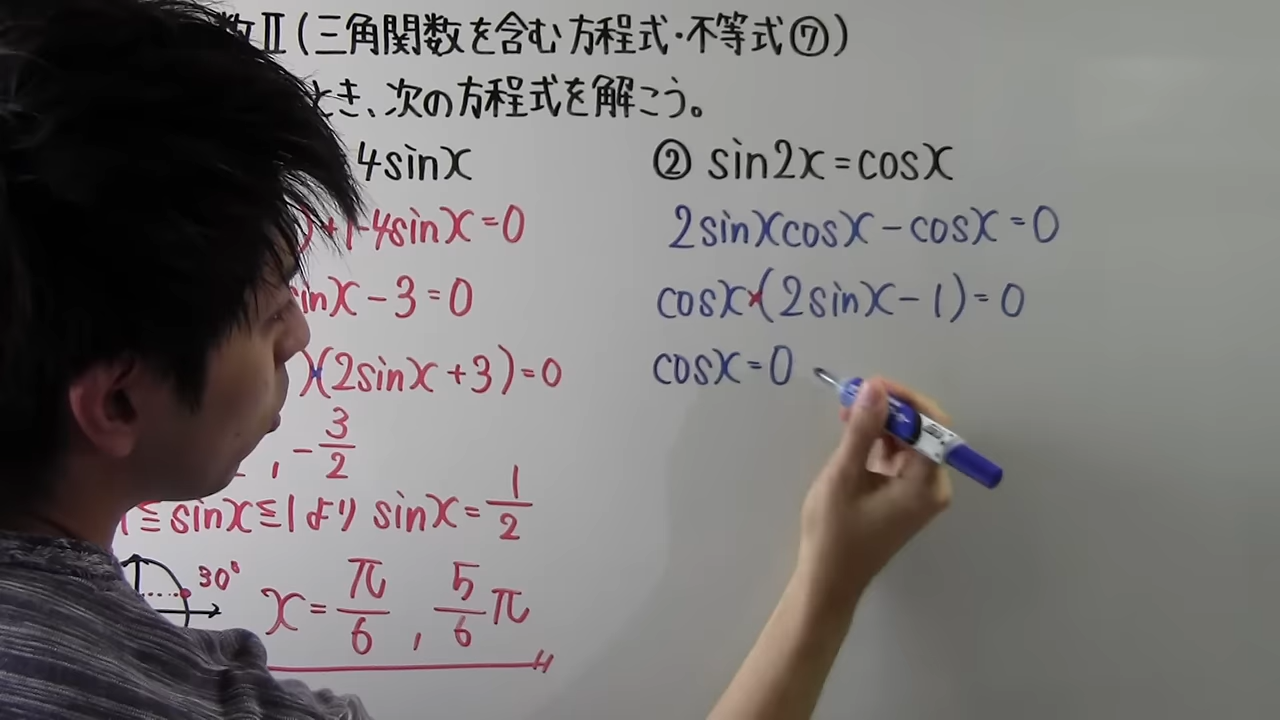 数Ⅱ(三角関数を含む方程式・不等式⑦)
とき、次の方程式を解こう。
4sinx
)+1-4sinx=0
sinx-3=0
)(2sinx+3)=0
, -3/2
1≦sinx≦1より sinx=1/2
30°
x=π/6, 5/6π
② sin2x=cosx
2sinxcosx-cosx=0
cosx(2sinx-1)=0
cosx=0